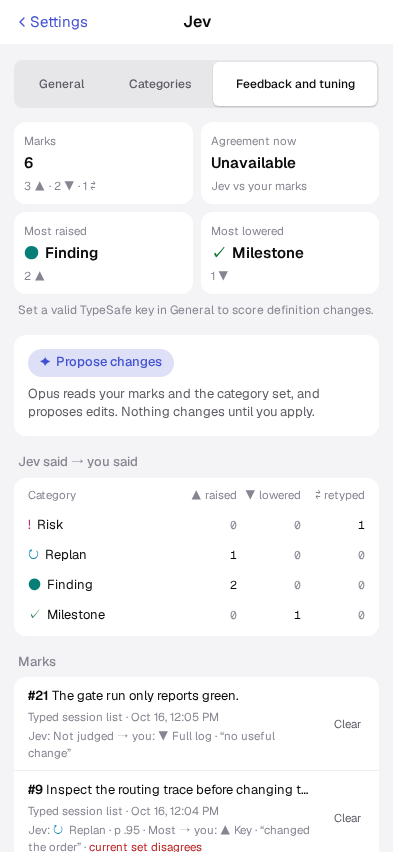 Settings
Jev
General Categories Feedback and tuning
Marks
6
3 ▲ · 2 ▼ · 1 ⇄
Agreement now
Unavailable
Jev vs your marks
Most raised
Finding
2 ▲
Most lowered
✓ Milestone
1 ▼
Set a valid TypeSafe key in General to score definition changes.
✦ Propose changes
Opus reads your marks and the category set, and
proposes edits. Nothing changes until you apply.
Jev said → you said
Category ▲ raised ▼ lowered ⇄ retyped
! Risk 0 0 1
↻ Replan 1 0 0
● Finding 2 0 0
✓ Milestone 0 1 0
Marks
#21 The gate run only reports green.
Typed session list · Oct 16, 12:05 PM
Jev: Not judged → you: ▼ Full log · “no useful
change”
Clear
#9 Inspect the routing trace before changing t…
Typed session list · Oct 16, 12:04 PM
Jev: ↻ Replan · p .95 · Most → you: ▲ Key · “changed
the order” · current set disagrees
Clear